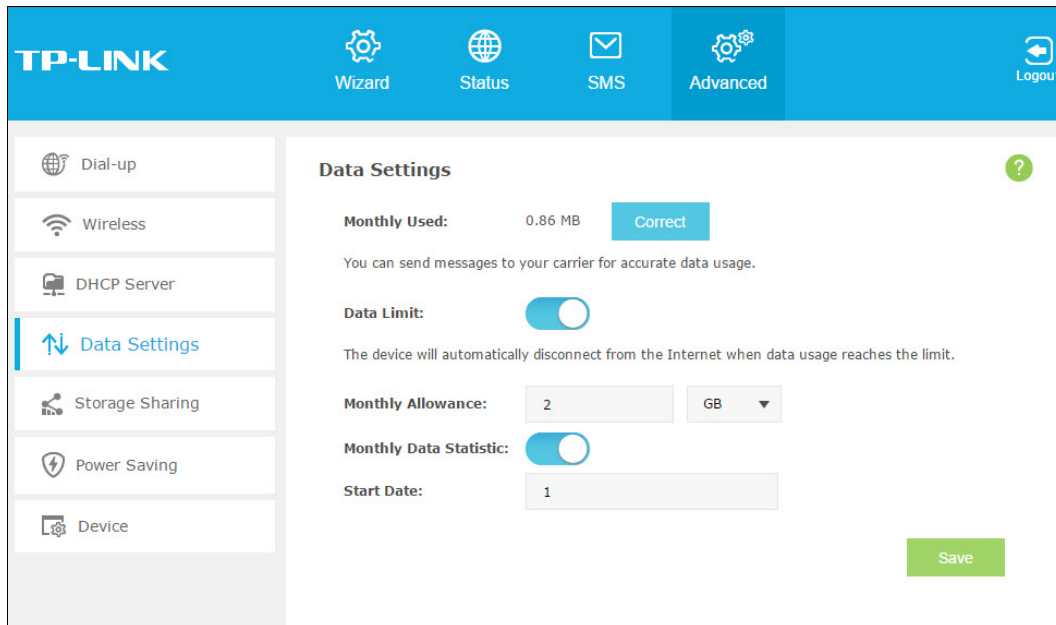 TP-LINK
Wizard
Status
SMS
Advanced
Logout
Dial-up
Wireless
DHCP Server
Data Settings
Storage Sharing
Power Saving
Device
Data Settings
?
Monthly Used: 0.86 MB Correct
You can send messages to your carrier for accurate data usage.
Data Limit:
The device will automatically disconnect from the Internet when data usage reaches the limit.
Monthly Allowance: 2 GB
Monthly Data Statistic:
Start Date: 1
Save